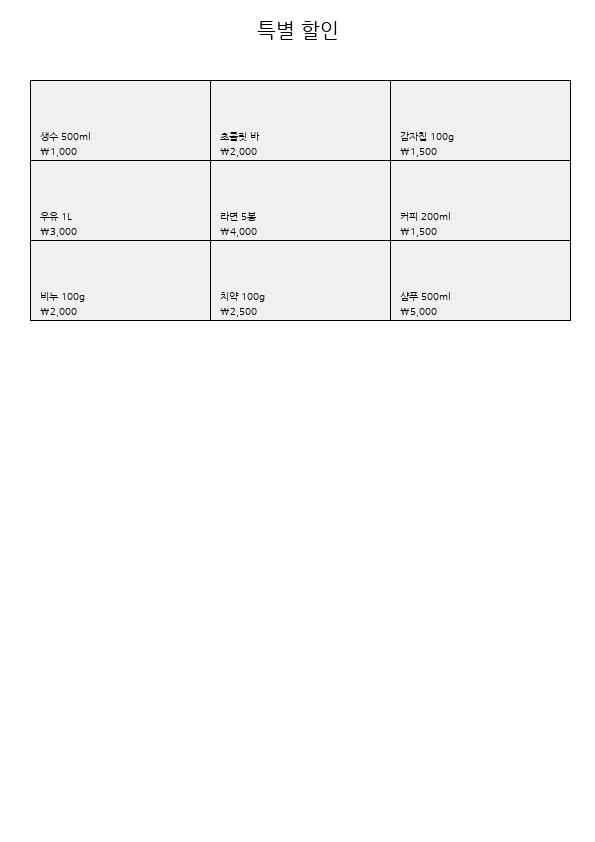 특별 할인
생수 500ml
₩1,000
초콜릿 바
₩2,000
감자칩 100g
₩1,500
우유 1L
₩3,000
라면 5봉
₩4,000
커피 200ml
₩1,500
비누 100g
₩2,000
치약 100g
₩2,500
샴푸 500ml
₩5,000